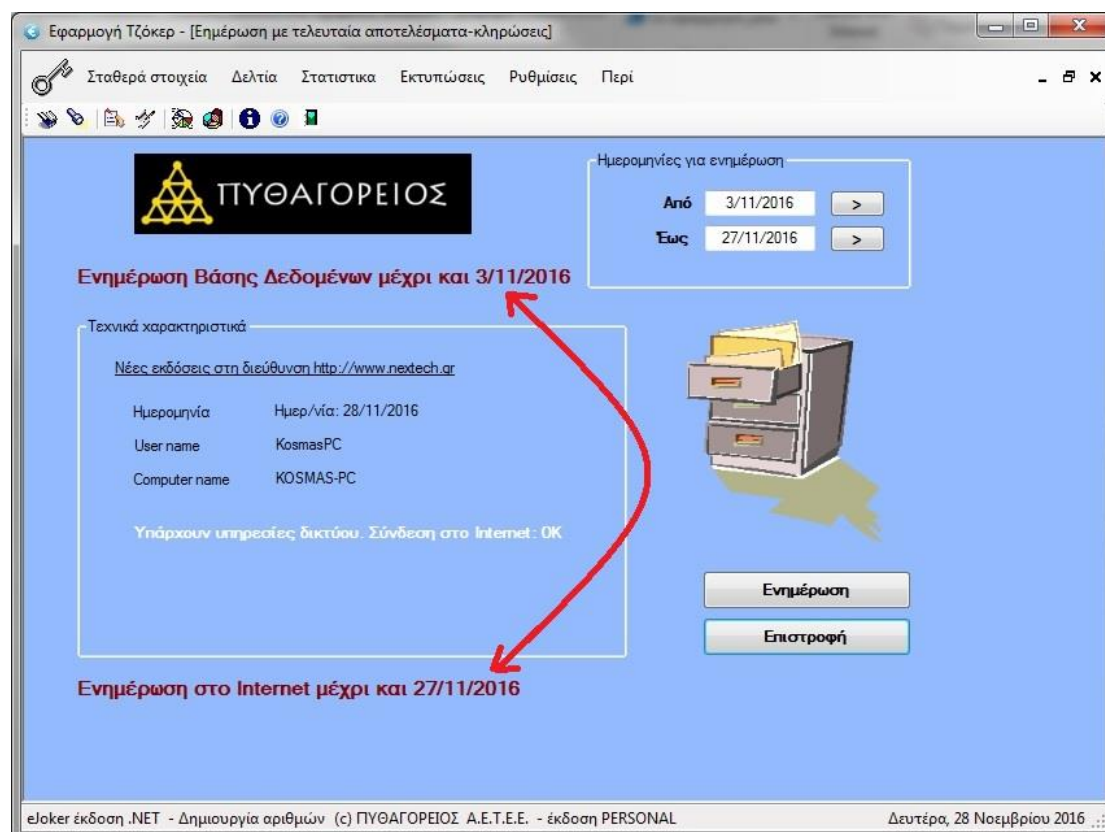 Εφαρμογή Τζόκερ - [Εημέρωση με τελευταία αποτελέσματα-κληρώσεις]
Σταθερά στοιχεία Δελτία Στατιστικα Εκτυπώσεις Ρυθμίσεις Περί
ΠΥΘΑΓΟΡΕΙΟΣ
Ημερομηνίες για ενημέρωση
Από 3/11/2016 >
Έως 27/11/2016 >
Ενημέρωση Βάσης Δεδομένων μέχρι και 3/11/2016
Τεχνικά χαρακτηριστικά
Νέες εκδόσεις στη διεύθυνση http://www.nextech.gr
Ημερομηνία Ημερ/νία: 28/11/2016
User name KosmasPC
Computer name KOSMAS-PC
Υπάρχουν υπηρεσίες δικτύου. Σύνδεση στο Internet: OK
Ενημέρωση
Επιστροφή
Ενημέρωση στο Internet μέχρι και 27/11/2016
eJoker έκδοση .NET - Δημιουργία αριθμών (c) ΠΥΘΑΓΟΡΕΙΟΣ Α.Ε.Τ.Ε.Ε. - έκδοση PERSONAL Δευτέρα, 28 Νοεμβρίου 2016